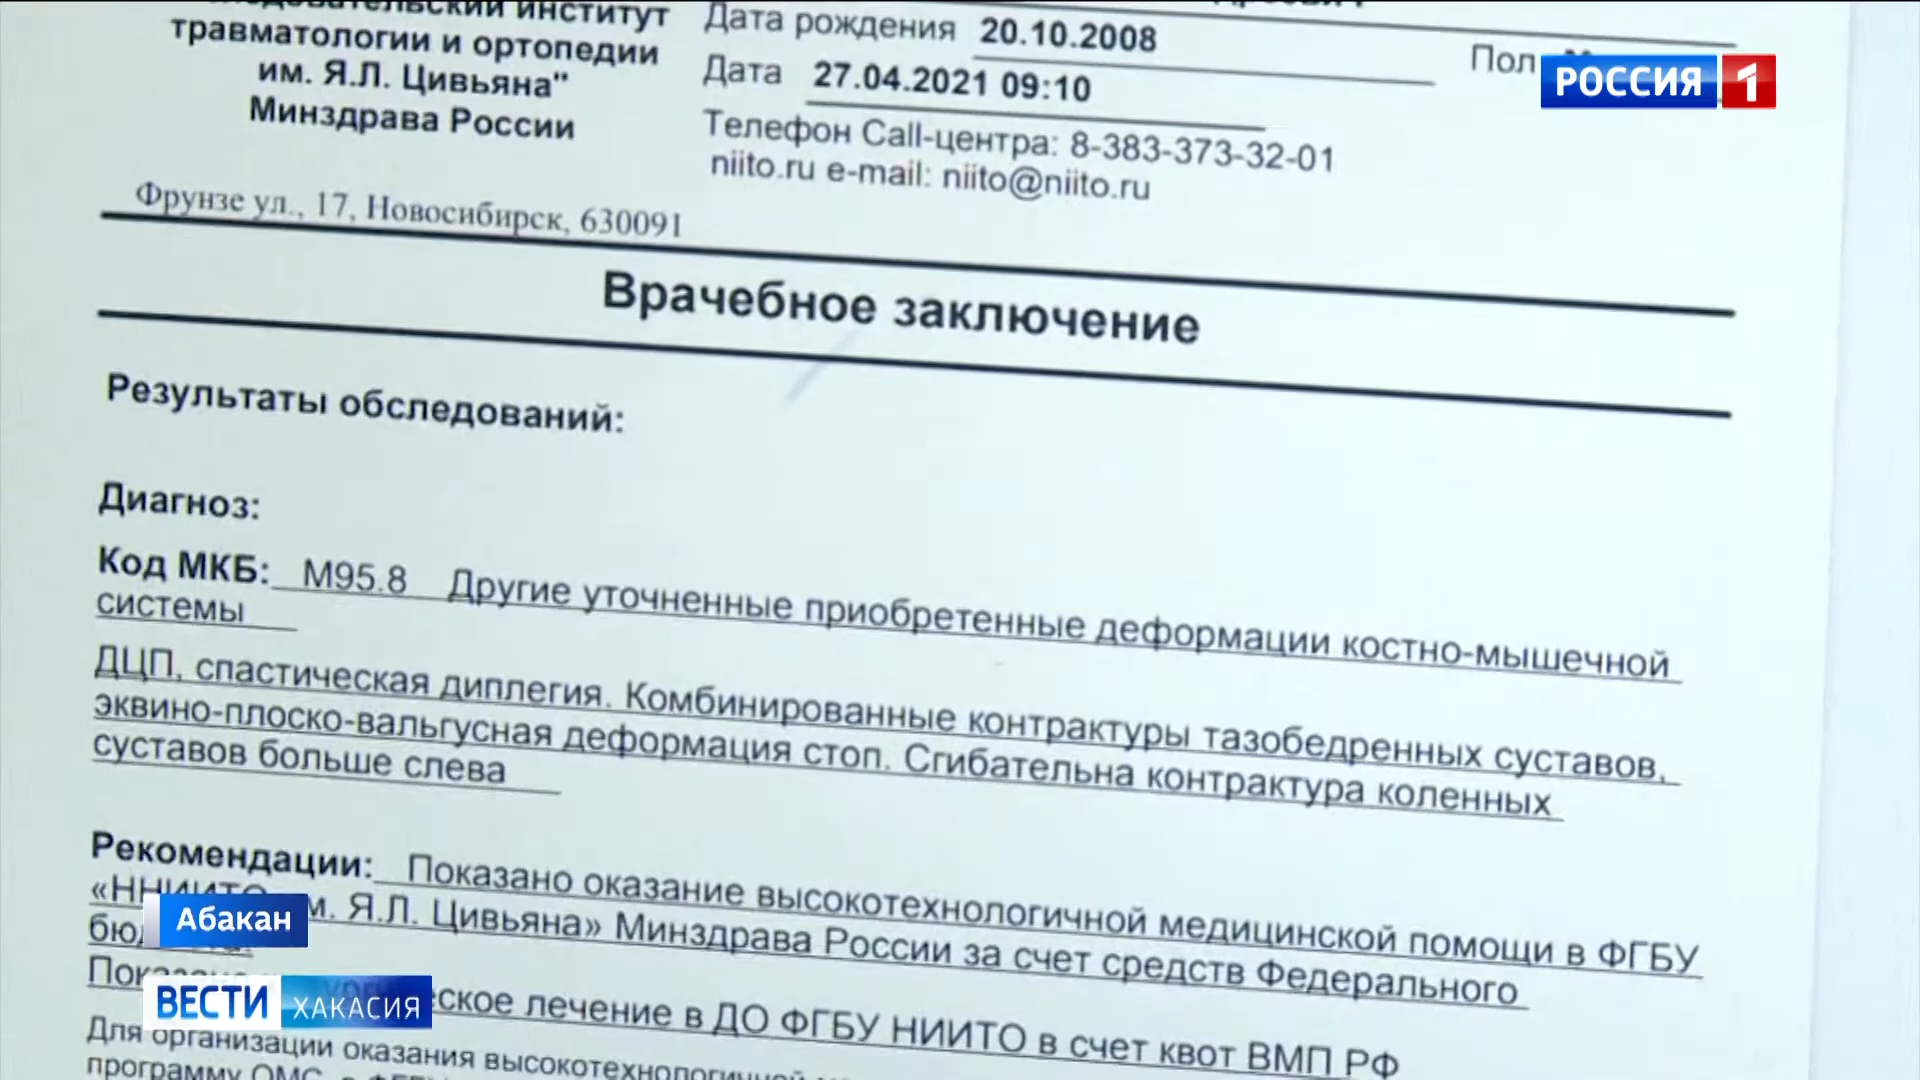 институт
травматологии и ортопедии
им. Я.Л. Цивьяна"
Минздрава России
Фрунзе ул., 17, Новосибирск, 630091
Дата рождения 20.10.2008
Пол
Дата 27.04.2021 09:10
Телефон Call-центра: 8-383-373-32-01
niito.ru e-mail: niito@niito.ru
РОССИЯ 1
Врачебное заключение
Результаты обследований:
Диагноз:
Код МКБ: М95.8 Другие уточненные приобретенные деформации костно-мышечной
системы
ДЦП, спастическая диплегия. Комбинированные контрактуры тазобедренных суставов,
эквино-плоско-вальгусная деформация стоп. Сгибательна контрактура коленных
суставов больше слева
Рекомендации: Показано оказание высокотехнологичной медицинской помощи в ФГБУ
Я.Л. Цивьяна» Минздрава России за счет средств Федерального
лечение в ДО ФГБУ НИИТО в счет квот ВМП РФ
Для организации оказания
программу ОМС,
Абакан
ВЕСТИ ХАКАСИЯ